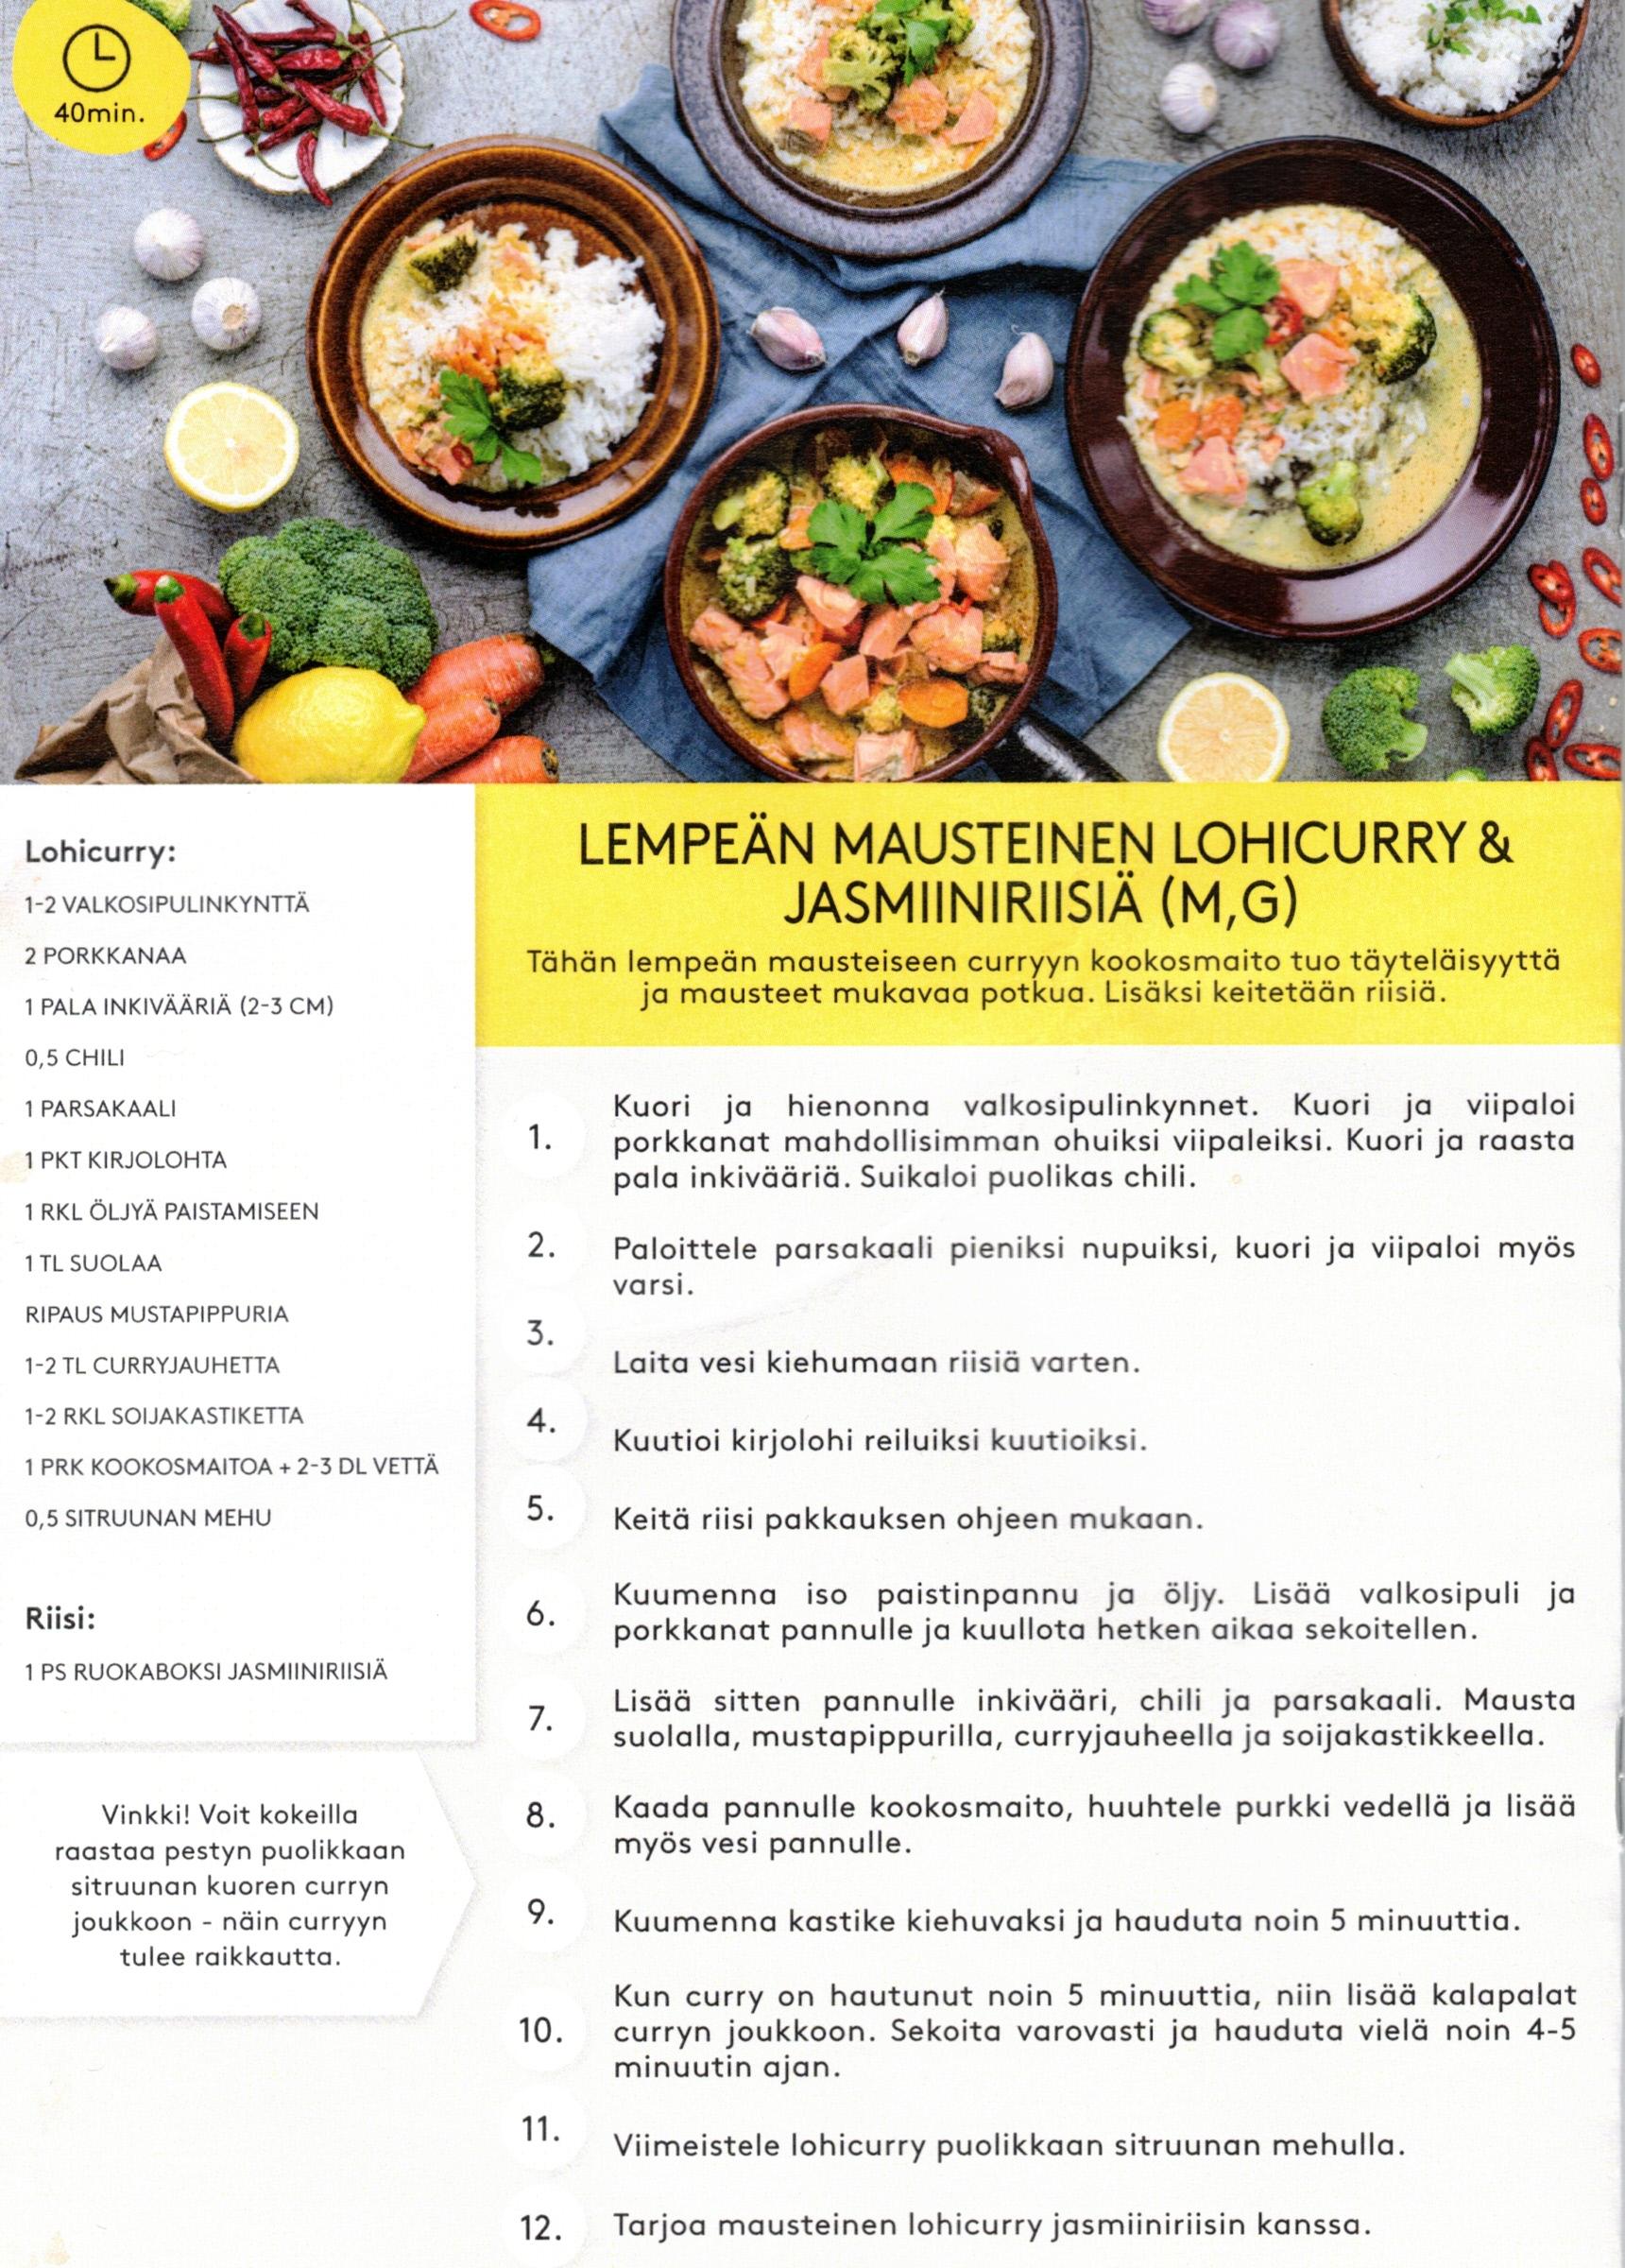 40min.
Lohicurry:
1-2 VALKOSIPULINKYNTTÄ
2 PORKKANAA
1 PALA INKIVÄÄRIÄ (2-3 CM)
0,5 CHILI
1 PARSAKAALI
1 PKT KIRJOLOHTA
1 RKL ÖLJYÄ PAISTAMISEEN
1 TL SUOLAA
RIPAUS MUSTAPIPPURIA
1-2 TL CURRYJAUHETTA
1-2 RKL SOIJAKASTIKETTA
1 PRK KOOKOSMAITOA + 2-3 DL VETTÄ
0,5 SITRUUNAN MEHU
Riisi:
1 PS RUOKABOKSI JASMIINIRIISIÄ
Vinkki! Voit kokeilla
raastaa pestyn puolikkaan
sitruunan kuoren curryn
joukkoon - näin curryyn
tulee raikkautta.
LEMPEÄN MAUSTEINEN LOHICURRY &
JASMIINIRIISIÄ (M,G)
Tähän lempeän mausteiseen curryyn kookosmaito tuo täyteläisyyttä
ja mausteet mukavaa potkua. Lisäksi keitetään riisiä.
1. Kuori ja hienonna valkosipulinkynnet. Kuori ja viipaloi
porkkanat mahdollisimman ohuiksi viipaleiksi. Kuori ja raasta
pala inkivääriä. Suikaloi puolikas chili.
2. Paloittele parsakaali pieniksi nupuiksi, kuori ja viipaloi myös
varsi.
3. Laita vesi kiehumaan riisiä varten.
4. Kuutioi kirjolohi reiluiksi kuutioiksi.
5. Keitä riisi pakkauksen ohjeen mukaan.
6. Kuumenna iso paistinpannu ja öljy. Lisää valkosipuli ja
porkkanat pannulle ja kuullota hetken aikaa sekoitellen.
7. Lisää sitten pannulle inkivääri, chili ja parsakaali. Mausta
suolalla, mustapippurilla, curryjauheella ja soijakastikkeella.
8. Kaada pannulle kookosmaito, huuhtele purkki vedellä ja lisää
myös vesi pannulle.
9. Kuumenna kastike kiehuvaksi ja hauduta noin 5 minuuttia.
10. Kun curry on hautunut noin 5 minuuttia, niin lisää kalapalat
curryn joukkoon. Sekoita varovasti ja hauduta vielä noin 4-5
minuutin ajan.
11. Viimeistele lohicurry puolikkaan sitruunan mehulla.
12. Tarjoa mausteinen lohicurry jasmiiniriisin kanssa.